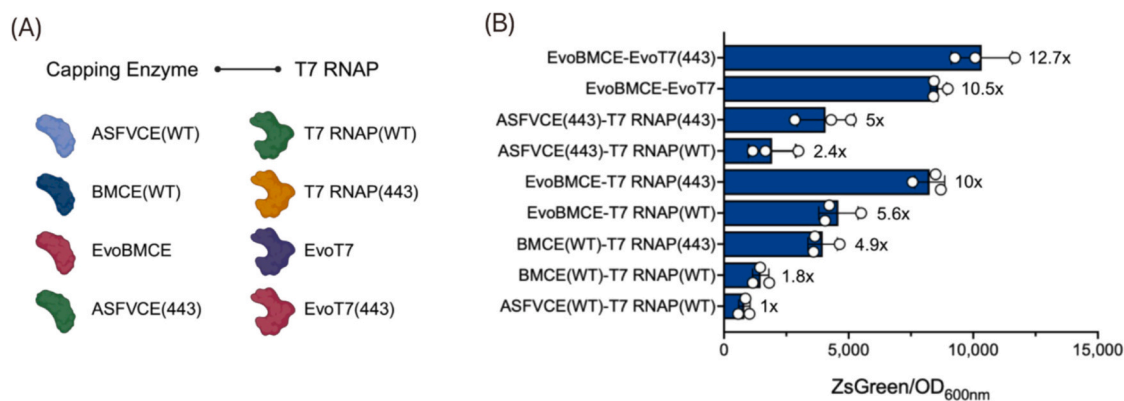 (A)
Capping Enzyme T7 RNAP
ASFVCE(WT) T7 RNAP(WT)
BMCE(WT) T7 RNAP(443)
EvoBMCE EvoT7
ASFVCE(443) EvoT7(443)
(B)
EvoBMCE-EvoT7(443) 12.7x
EvoBMCE-EvoT7 10.5x
ASFVCE(443)-T7 RNAP(443) 5x
ASFVCE(443)-T7 RNAP(WT) 2.4x
EvoBMCE-T7 RNAP(443) 10x
EvoBMCE-T7 RNAP(WT) 5.6x
BMCE(WT)-T7 RNAP(443) 4.9x
BMCE(WT)-T7 RNAP(WT) 1.8x
ASFVCE(WT)-T7 RNAP(WT) 1x
0 5,000 10,000 15,000
ZsGreen/OD600nm